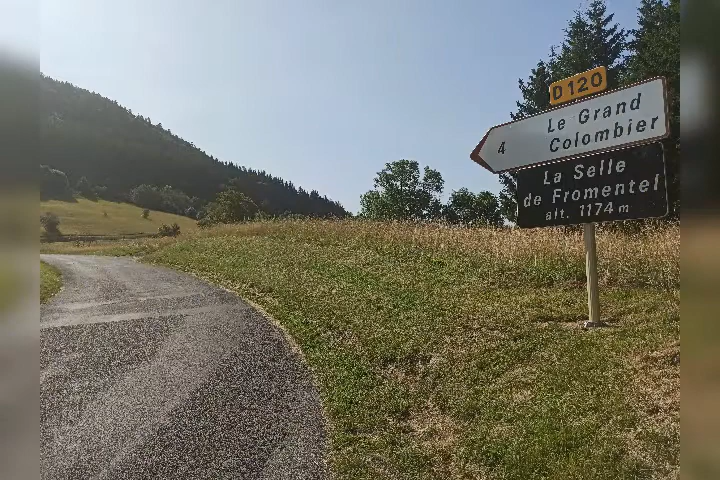 D120
Le Grand
4 Colombier
La Selle
de Fromentel
alt. 1174 m